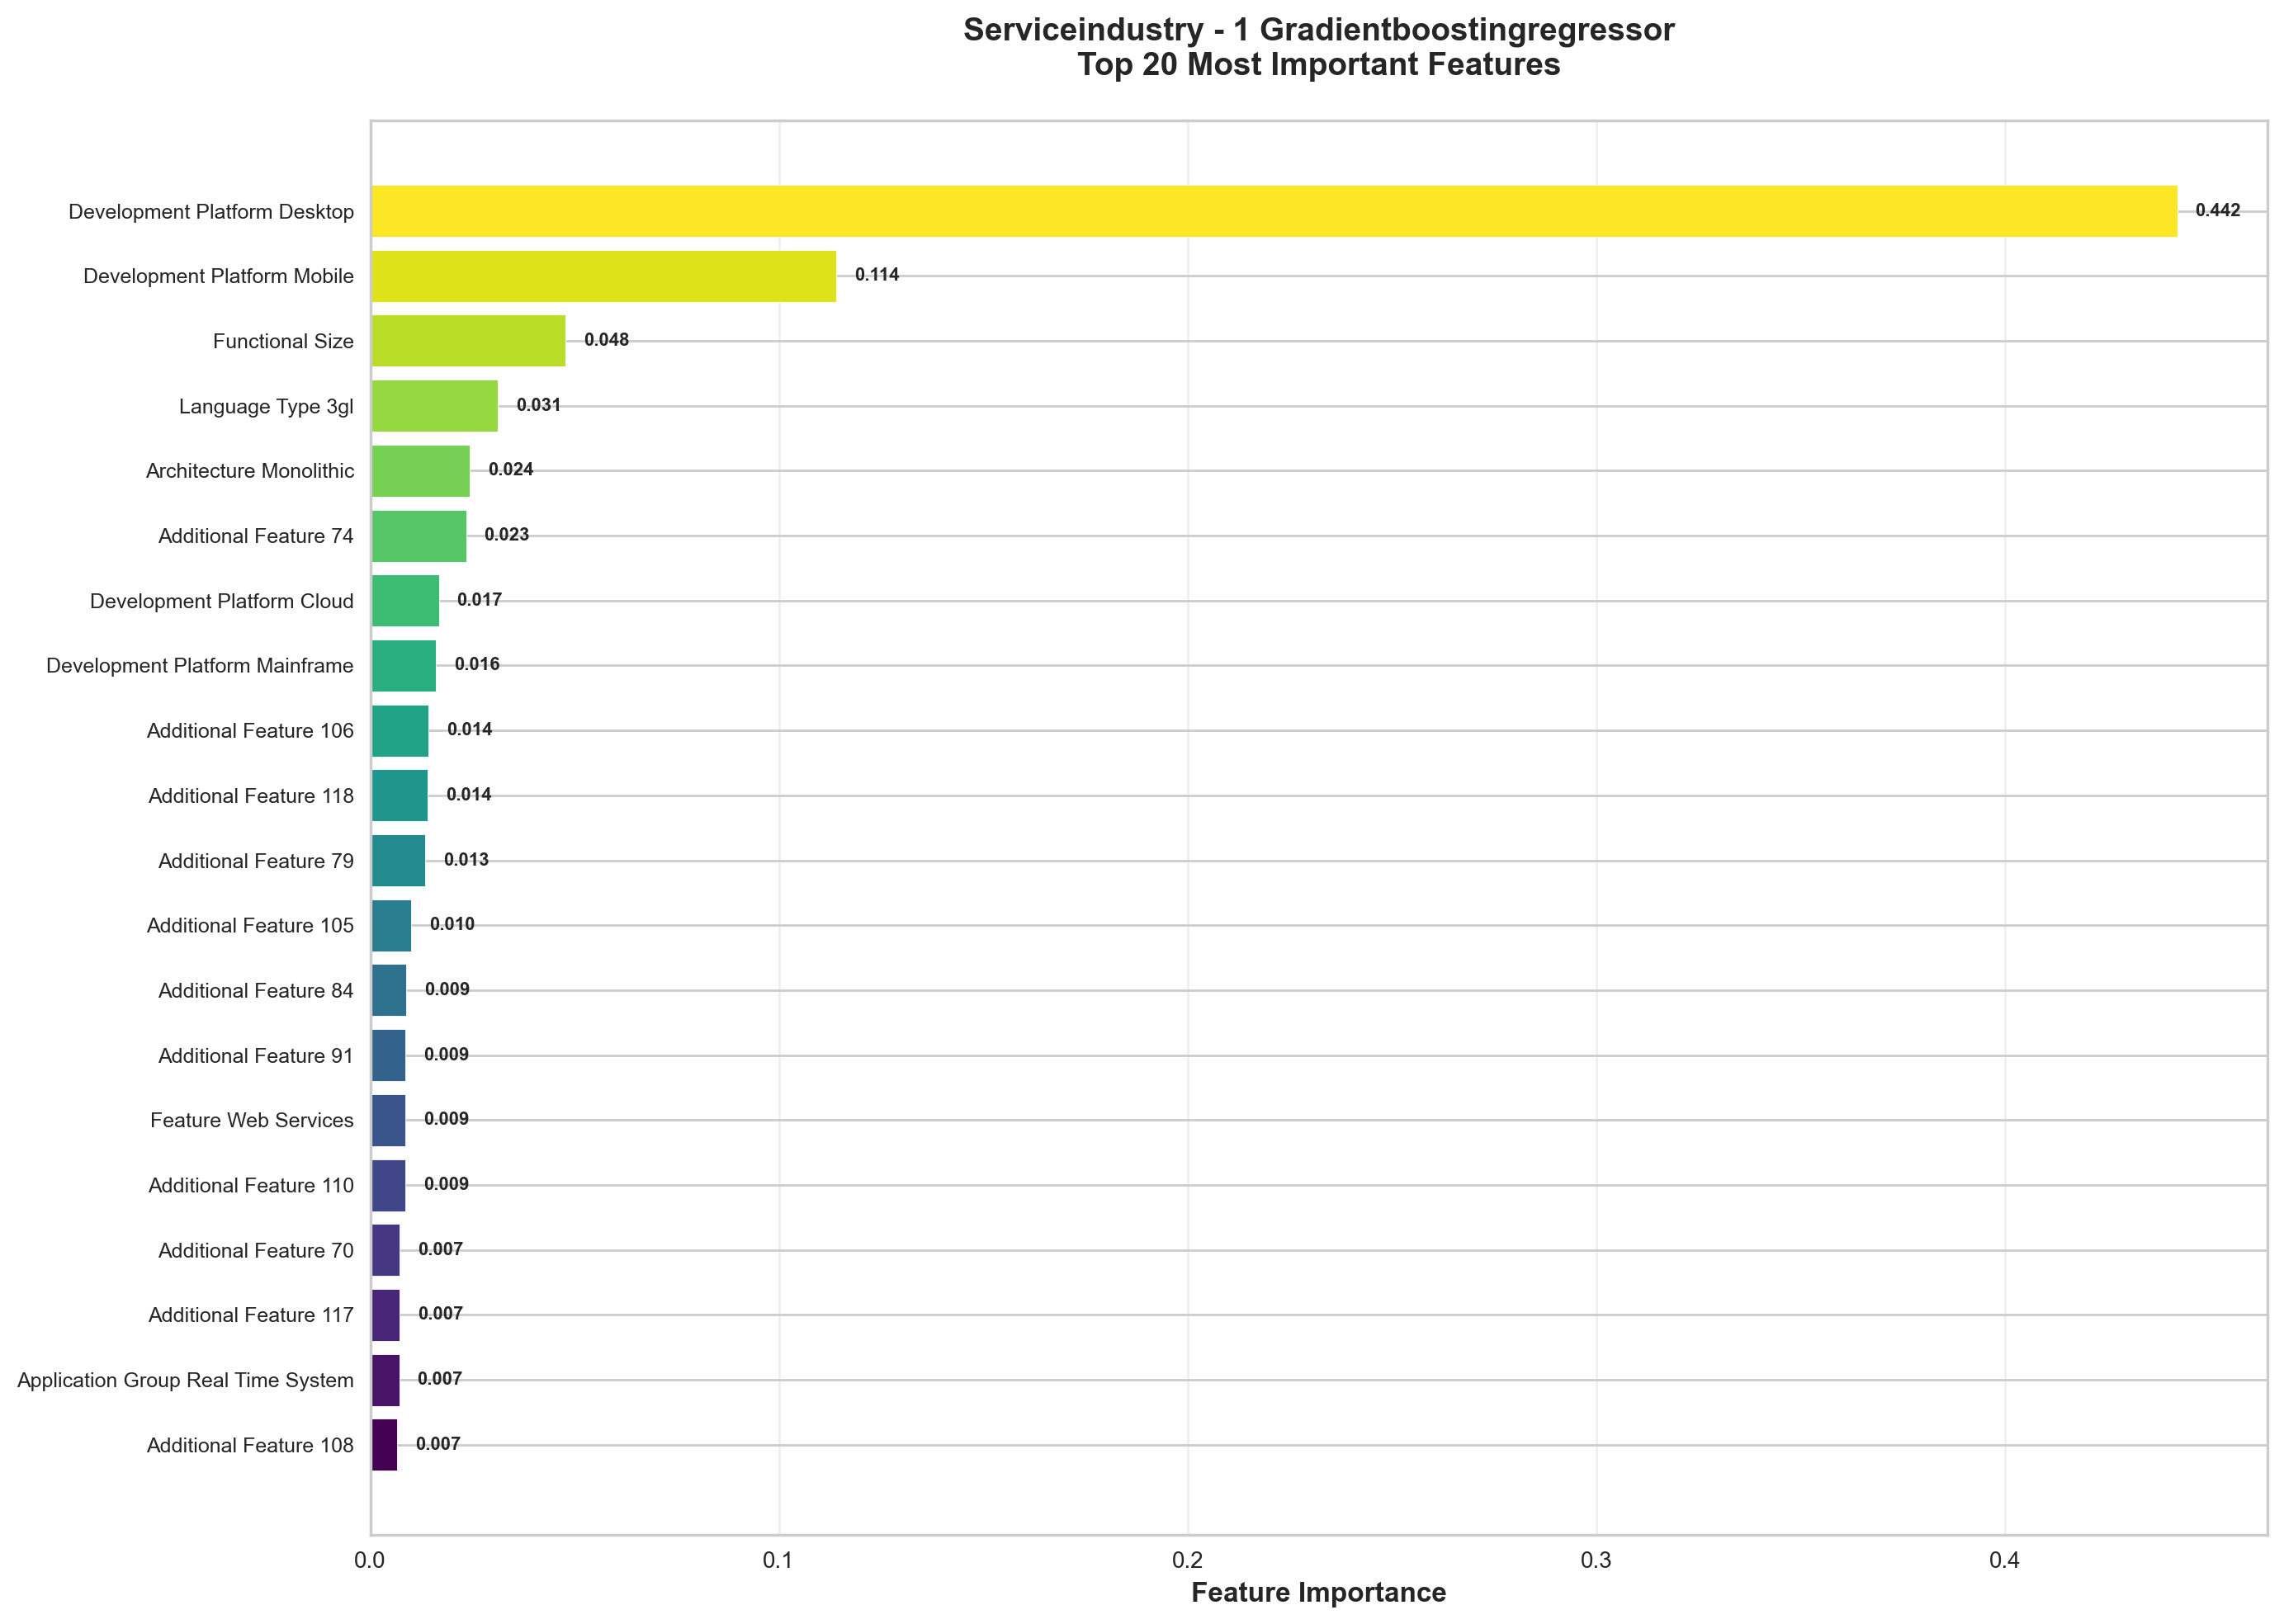 Serviceindustry - 1 Gradientboostingregressor
Top 20 Most Important Features
Development Platform Desktop 0.442
Development Platform Mobile 0.114
Functional Size 0.048
Language Type 3gl 0.031
Architecture Monolithic 0.024
Additional Feature 74 0.023
Development Platform Cloud 0.017
Development Platform Mainframe 0.016
Additional Feature 106 0.014
Additional Feature 118 0.014
Additional Feature 79 0.013
Additional Feature 105 0.010
Additional Feature 84 0.009
Additional Feature 91 0.009
Feature Web Services 0.009
Additional Feature 110 0.009
Additional Feature 70 0.007
Additional Feature 117 0.007
Application Group Real Time System 0.007
Additional Feature 108 0.007
0.0 0.1 0.2 0.3 0.4
Feature Importance